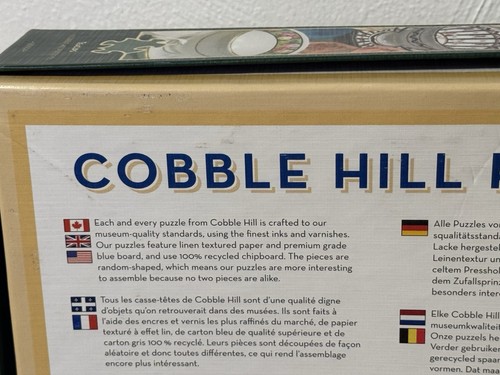 COBBLE HILL
Each and every puzzle from Cobble Hill is crafted to our
museum-quality standards, using the finest inks and varnishes.
Our puzzles feature linen textured paper and premium grade
blue board, and use 100% recycled chipboard. The pieces are
random-shaped, which means our puzzles are more interesting
to assemble because no two pieces are alike.
Tous les casse-têtes de Cobble Hill sont d'une qualité digne
d'objets qu'on retrouverait dans des musées. Ils sont faits à
l'aide des encres et vernis les plus raffinés du marché, de papier
texturé à effet lin, de carton bleu de qualité supérieure et de
carton gris 100 % recyclé. Leurs pièces sont découpées de façon
aléatoire et donc toutes différentes, ce qui rend l'assemblage
encore plus intéressant.
Alle Puzzles vo
squalitätsstand
Lacke hergeste
Leinentextur un
celtem Pressho
dem Zufallsprinz
besonders inter
Elke Cobble Hill
museumkwalitei
Onze puzzels he
Verder gebruike
gerecycled spaa
vormen. Dat maa